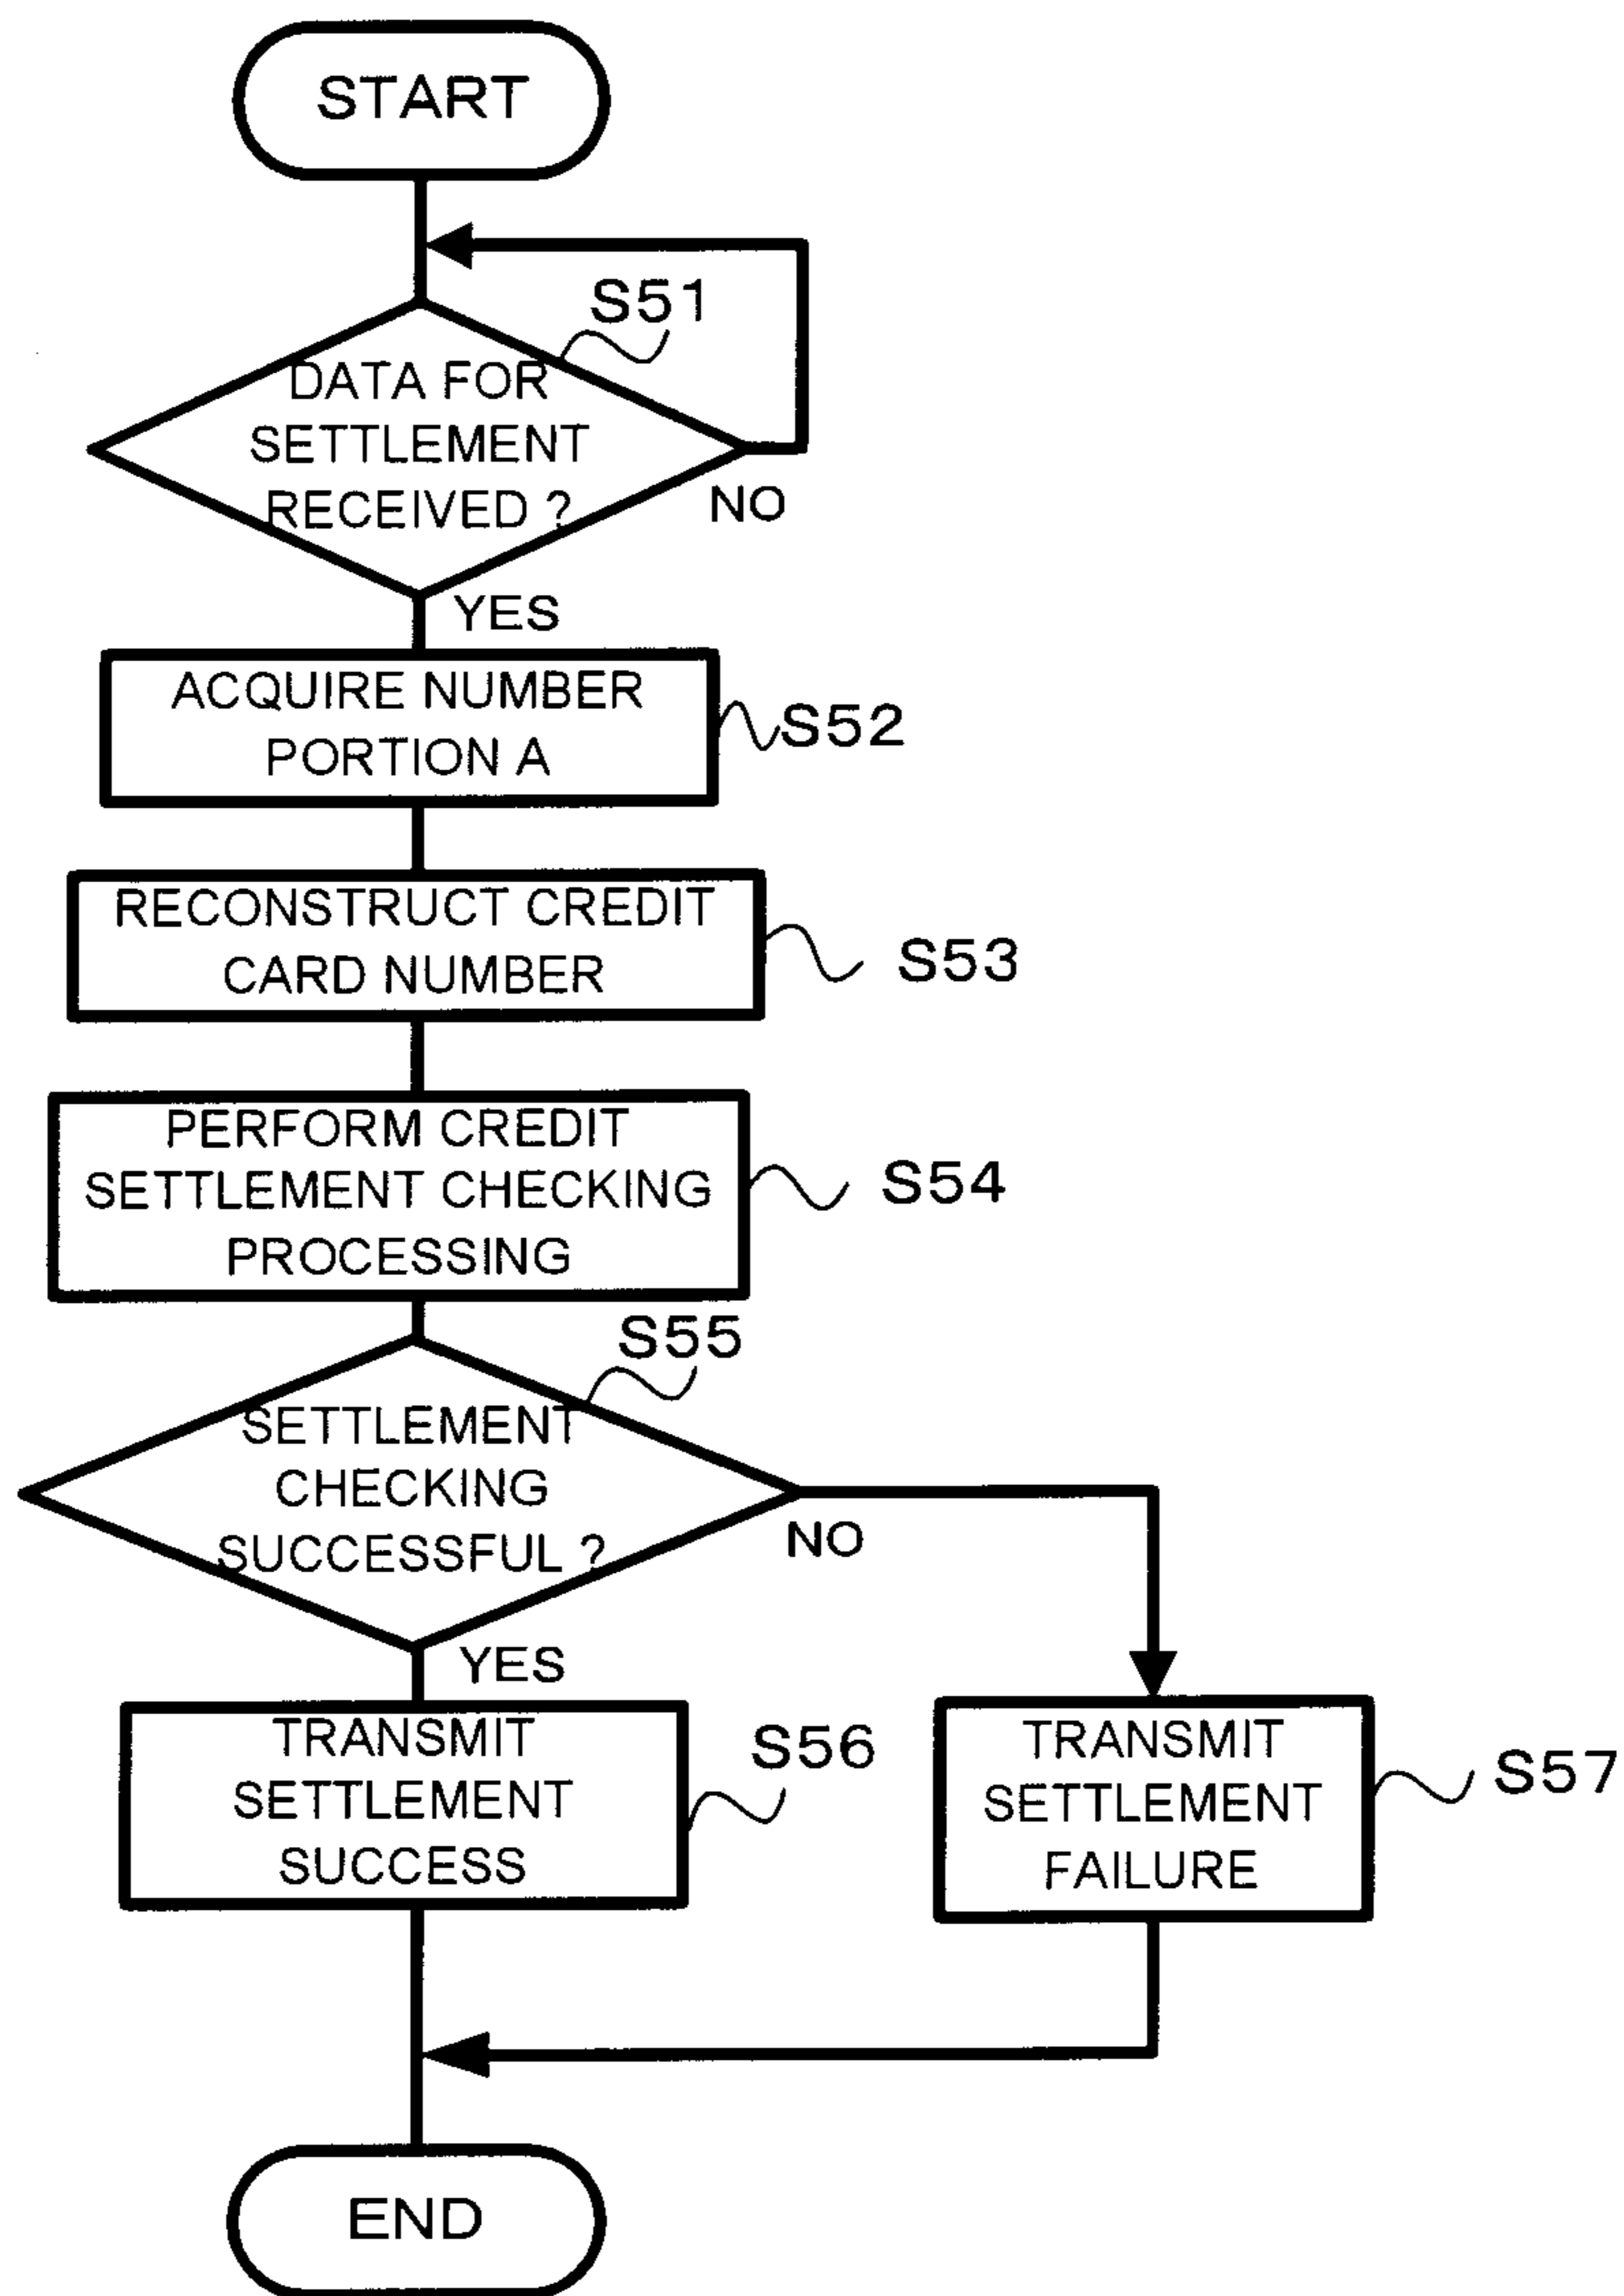 START
S51
DATA FOR
SETTLEMENT
RECEIVED ?
NO
YES
ACQUIRE NUMBER
PORTION A
S52
RECONSTRUCT CREDIT
CARD NUMBER
S53
PERFORM CREDIT
SETTLEMENT CHECKING
PROCESSING
S54
S55
SETTLEMENT
CHECKING
SUCCESSFUL ?
NO
YES
TRANSMIT
SETTLEMENT
SUCCESS
S56
TRANSMIT
SETTLEMENT
FAILURE
S57
END